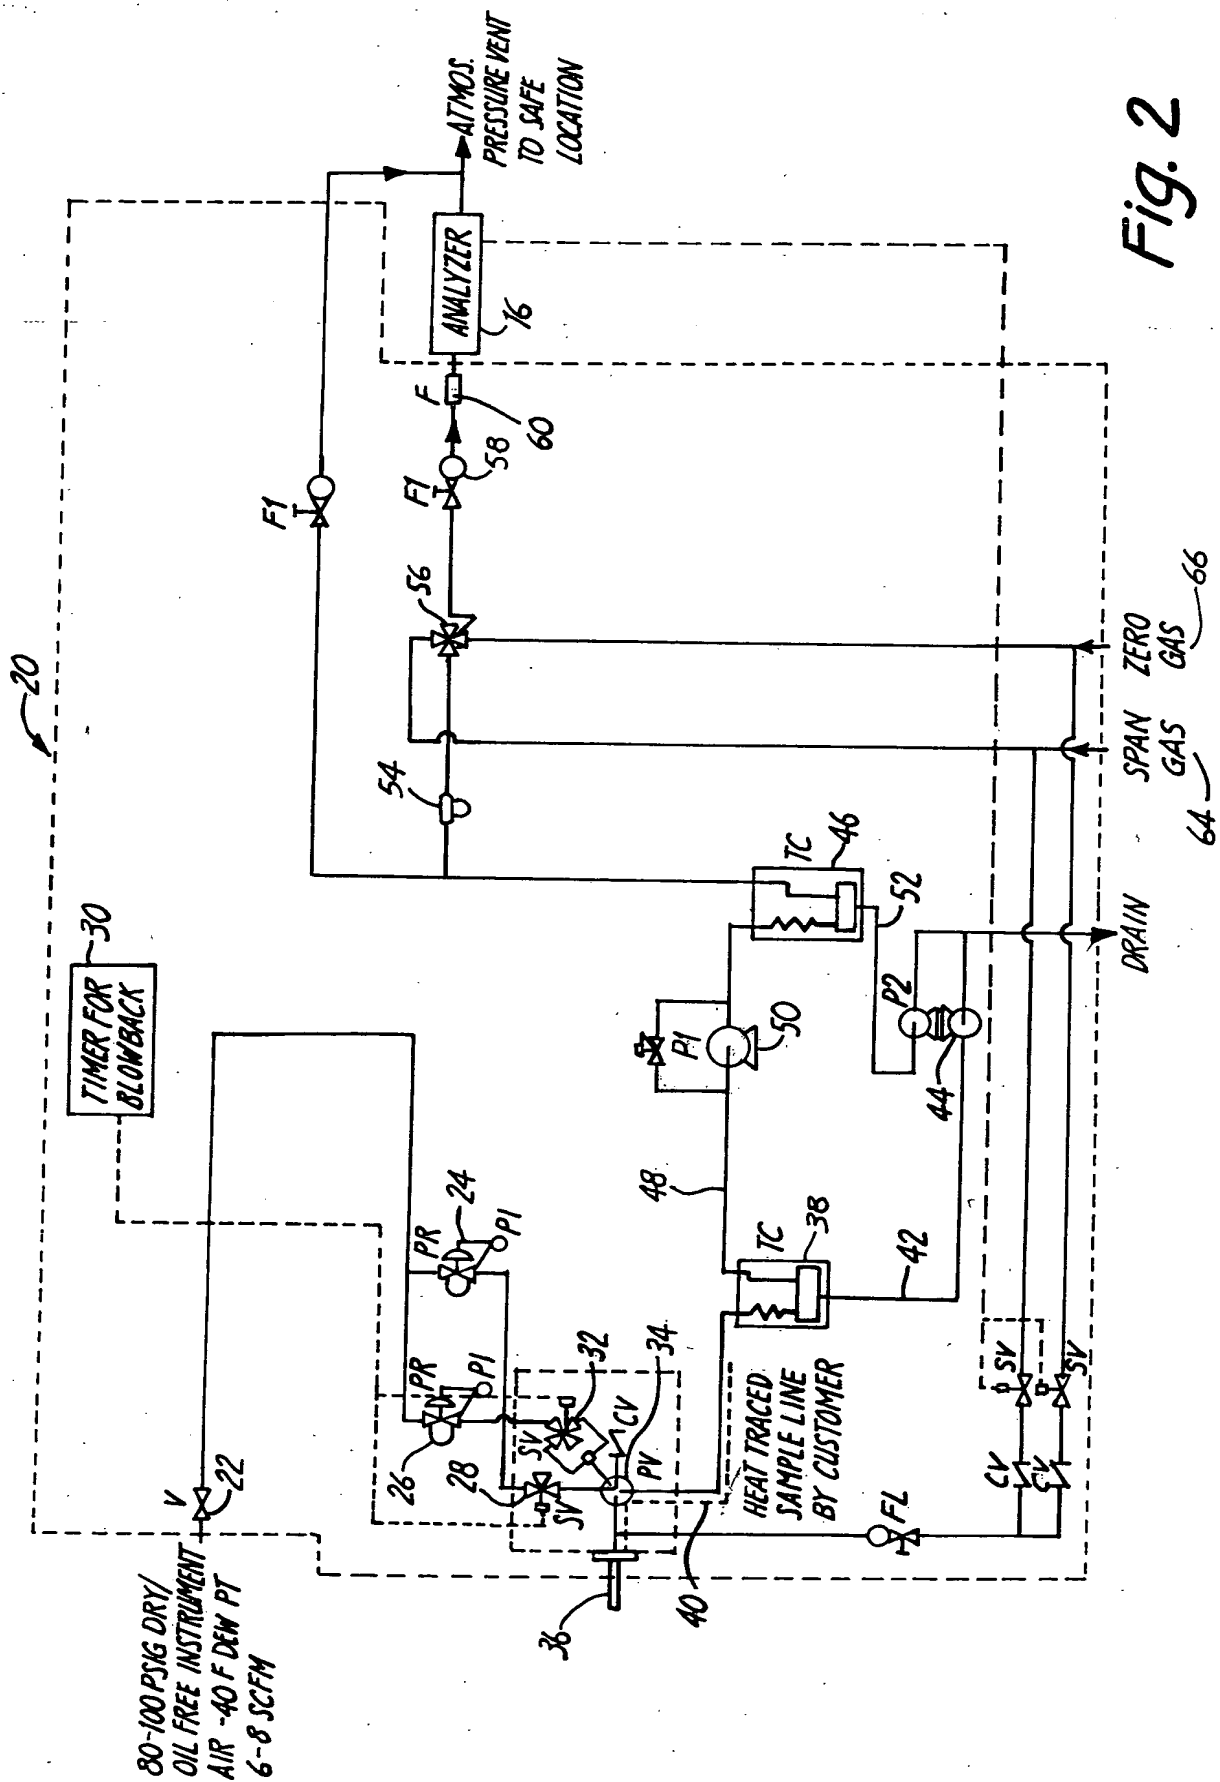 20
TIMER FOR
BLOWBACK
30
80-100 PSIG DRY/
OIL FREE INSTRUMENT
AIR -40 F DEW PT
6-8 SCFM
V
22
PR
24
PI
PR
26
PI
28
SV
SV
32
CV
34
PV
36
40
HEAT TRACED
SAMPLE LINE
BY CUSTOMER
TC
38
42
48
P1
50
TC
46
52
P2
44
54
56
F1
F1
58
F
60
ANALYZER
16
ATMOS.
PRESSURE VENT
TO SAFE
LOCATION
FL
CV
CV
SV
SV
DRAIN
SPAN
GAS
64
ZERO
GAS
66
Fig. 2